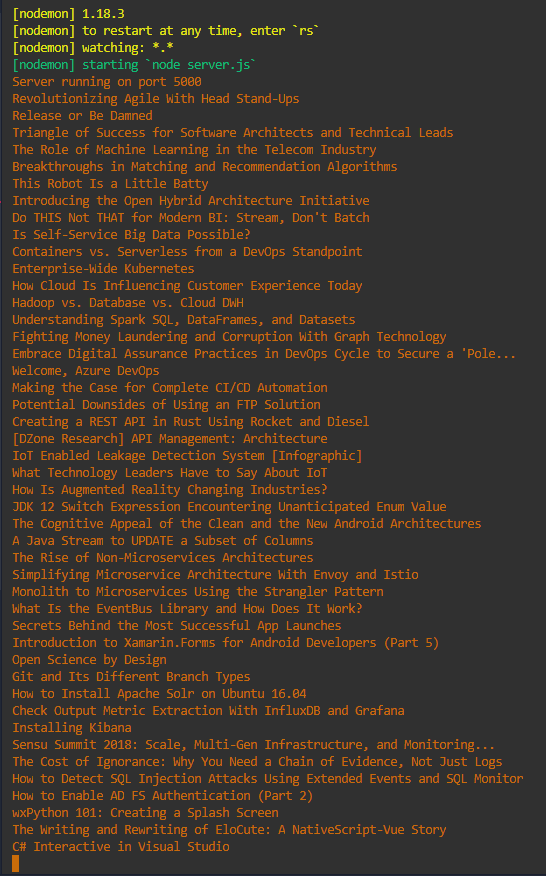 [nodemon] 1.18.3
[nodemon] to restart at any time, enter `rs`
[nodemon] watching: *.*
[nodemon] starting `node server.js`
Server running on port 5000
Revolutionizing Agile With Head Stand-Ups
Release or Be Damned
Triangle of Success for Software Architects and Technical Leads
The Role of Machine Learning in the Telecom Industry
Breakthroughs in Matching and Recommendation Algorithms
This Robot Is a Little Batty
Introducing the Open Hybrid Architecture Initiative
Do THIS Not THAT for Modern BI: Stream, Don't Batch
Is Self-Service Big Data Possible?
Containers vs. Serverless from a DevOps Standpoint
Enterprise-Wide Kubernetes
How Cloud Is Influencing Customer Experience Today
Hadoop vs. Database vs. Cloud DWH
Understanding Spark SQL, DataFrames, and Datasets
Fighting Money Laundering and Corruption With Graph Technology
Embrace Digital Assurance Practices in DevOps Cycle to Secure a 'Pole...
Welcome, Azure DevOps
Making the Case for Complete CI/CD Automation
Potential Downsides of Using an FTP Solution
Creating a REST API in Rust Using Rocket and Diesel
[DZone Research] API Management: Architecture
IoT Enabled Leakage Detection System [Infographic]
What Technology Leaders Have to Say About IoT
How Is Augmented Reality Changing Industries?
JDK 12 Switch Expression Encountering Unanticipated Enum Value
The Cognitive Appeal of the Clean and the New Android Architectures
A Java Stream to UPDATE a Subset of Columns
The Rise of Non-Microservices Architectures
Simplifying Microservice Architecture With Envoy and Istio
Monolith to Microservices Using the Strangler Pattern
What Is the EventBus Library and How Does It Work?
Secrets Behind the Most Successful App Launches
Introduction to Xamarin.Forms for Android Developers (Part 5)
Open Science by Design
Git and Its Different Branch Types
How to Install Apache Solr on Ubuntu 16.04
Check Output Metric Extraction With InfluxDB and Grafana
Installing Kibana
Sensu Summit 2018: Scale, Multi-Gen Infrastructure, and Monitoring...
The Cost of Ignorance: Why You Need a Chain of Evidence, Not Just Logs
How to Detect SQL Injection Attacks Using Extended Events and SQL Monitor
How to Enable AD FS Authentication (Part 2)
wxPython 101: Creating a Splash Screen
The Writing and Rewriting of EloCute: A NativeScript-Vue Story
C# Interactive in Visual Studio